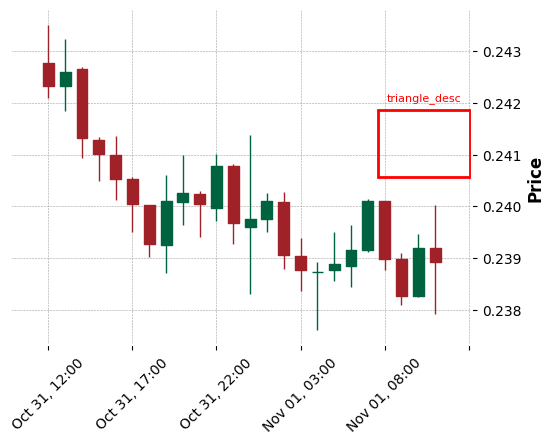 0.243
triangle_desc
0.242
0.241
0.240
0.239
0.238
Price
Oct 31, 12:00
Oct 31, 17:00
Oct 31, 22:00
Nov 01, 03:00
Nov 01, 08:00